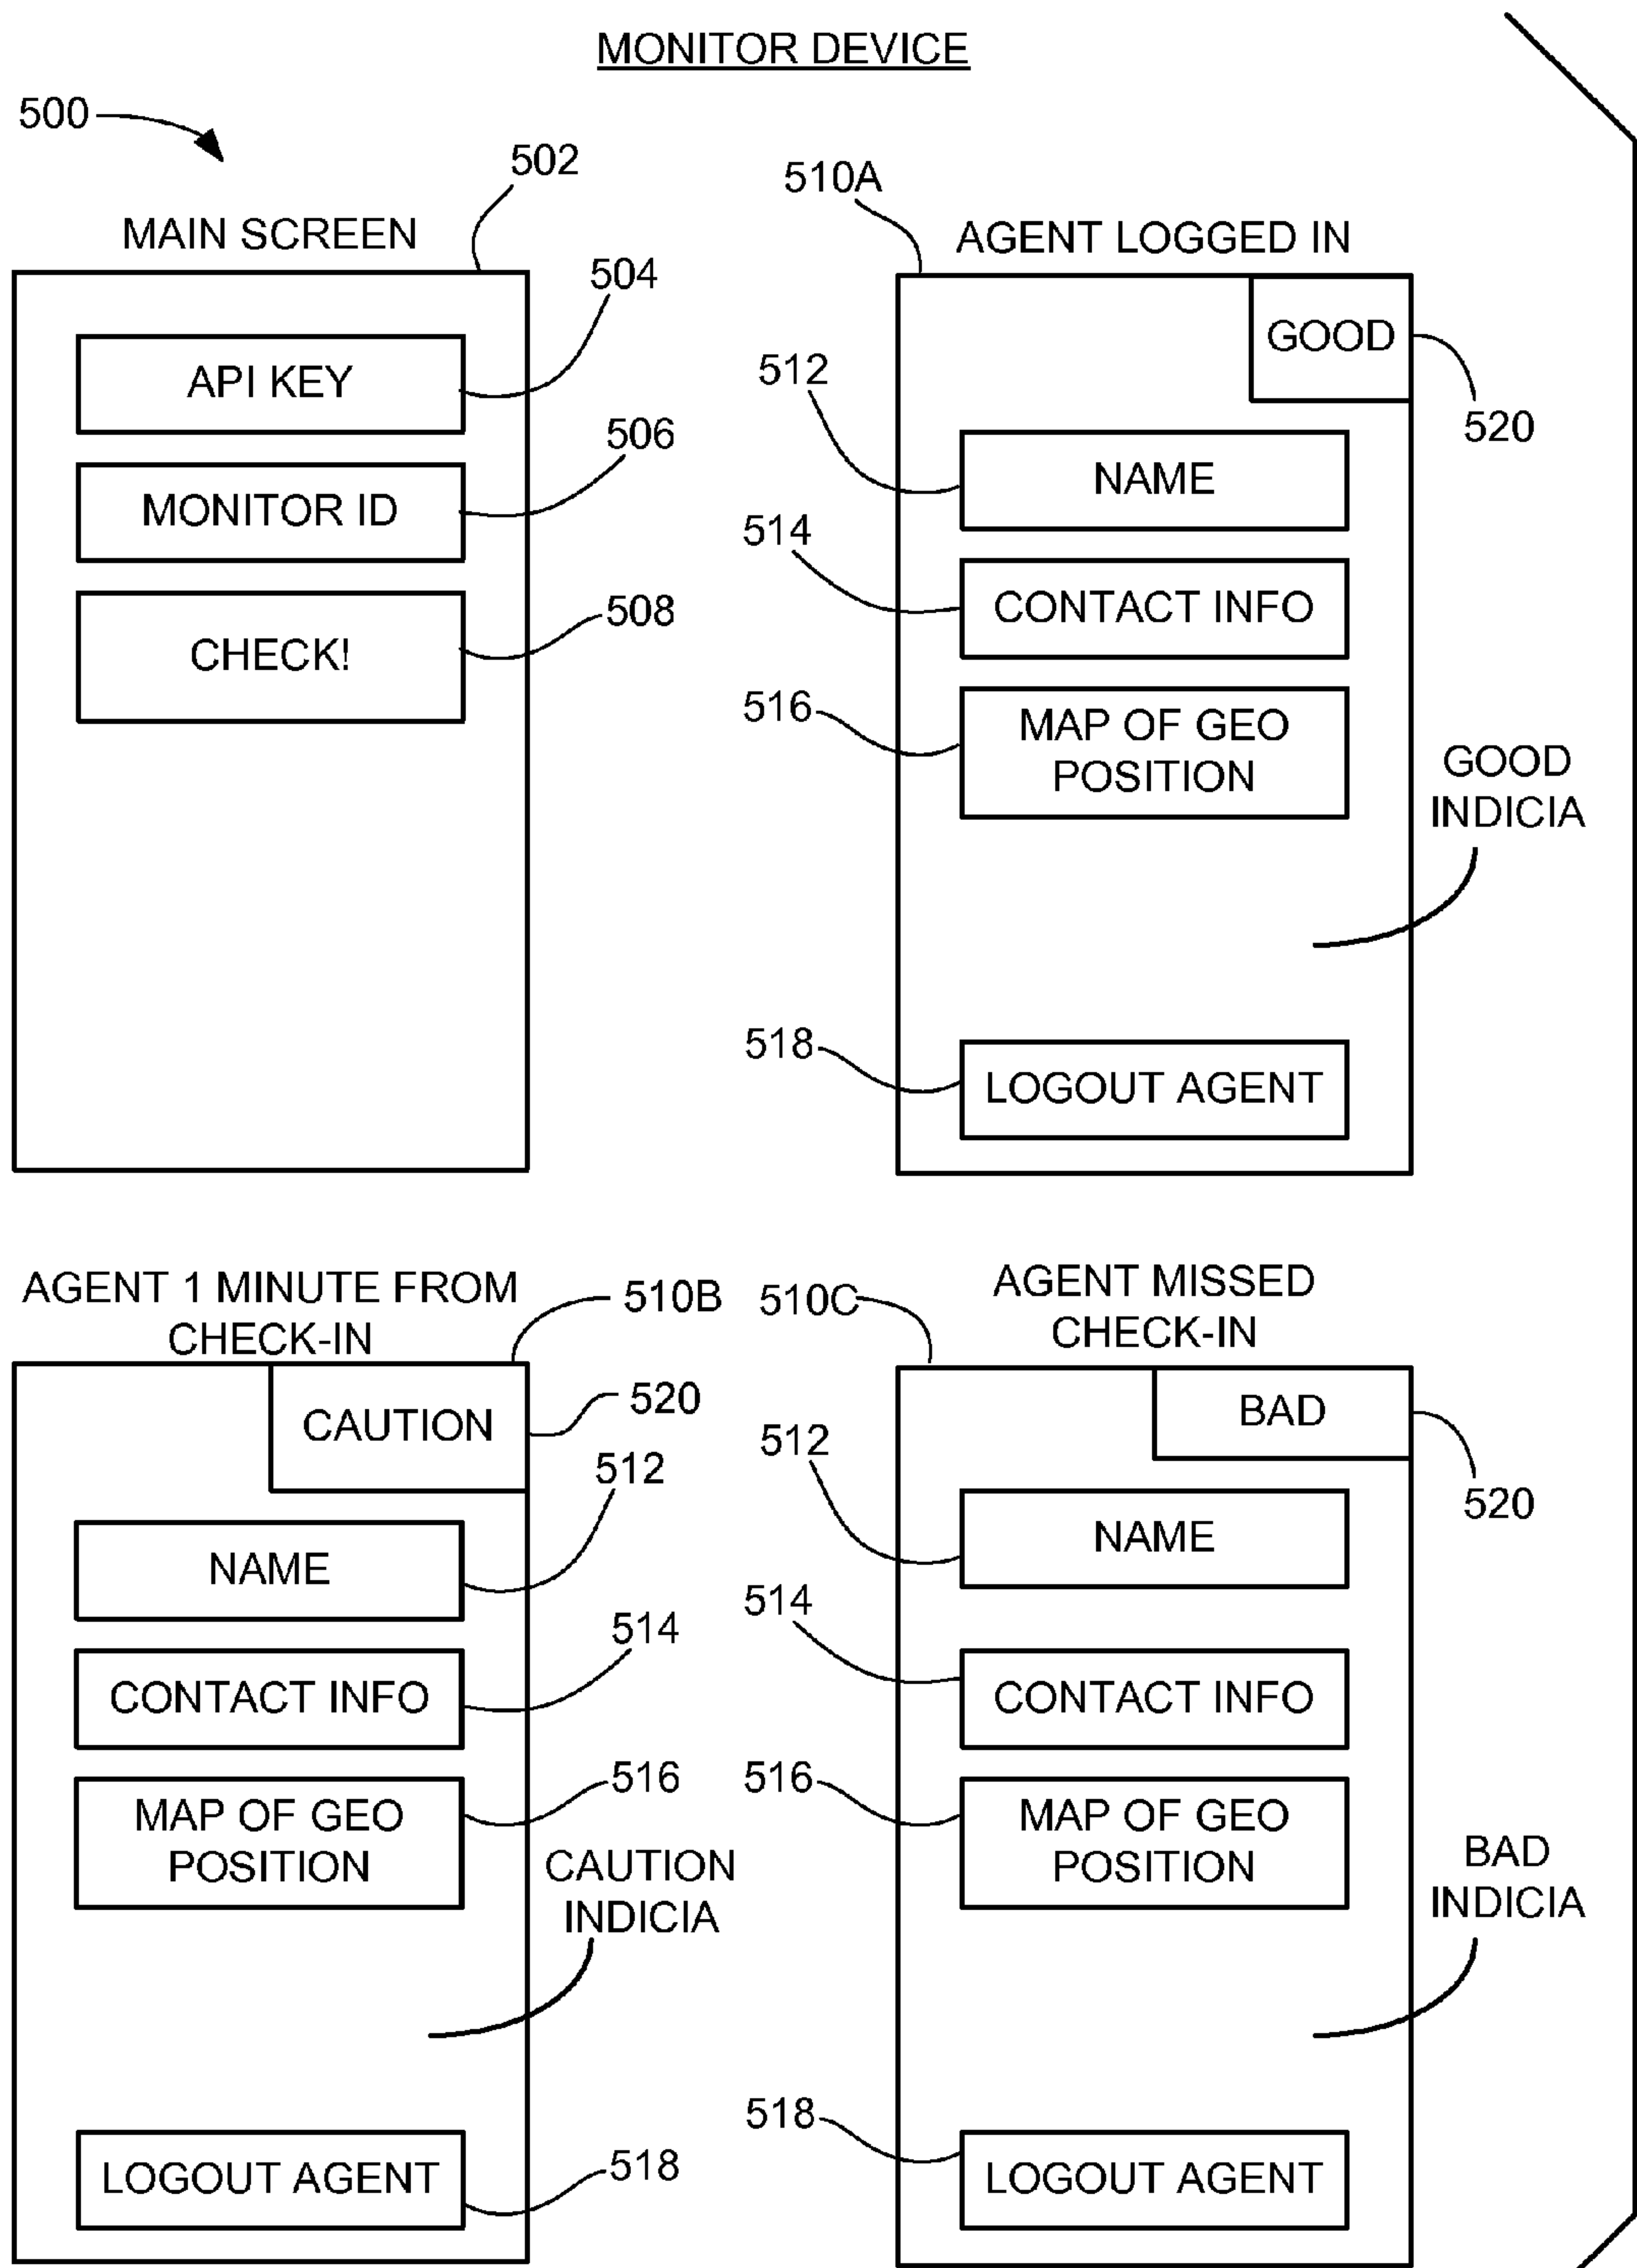 MONITOR DEVICE
500
502
MAIN SCREEN
504
API KEY
506
MONITOR ID
508
CHECK!
510A
AGENT LOGGED IN
GOOD
520
512
NAME
514
CONTACT INFO
516
MAP OF GEO
POSITION
GOOD
INDICIA
518
LOGOUT AGENT
AGENT 1 MINUTE FROM
CHECK-IN
510B
CAUTION
520
512
NAME
514
CONTACT INFO
516
MAP OF GEO
POSITION
CAUTION
INDICIA
LOGOUT AGENT
518
510C
AGENT MISSED
CHECK-IN
BAD
520
512
NAME
514
CONTACT INFO
516
MAP OF GEO
POSITION
BAD
INDICIA
518
LOGOUT AGENT